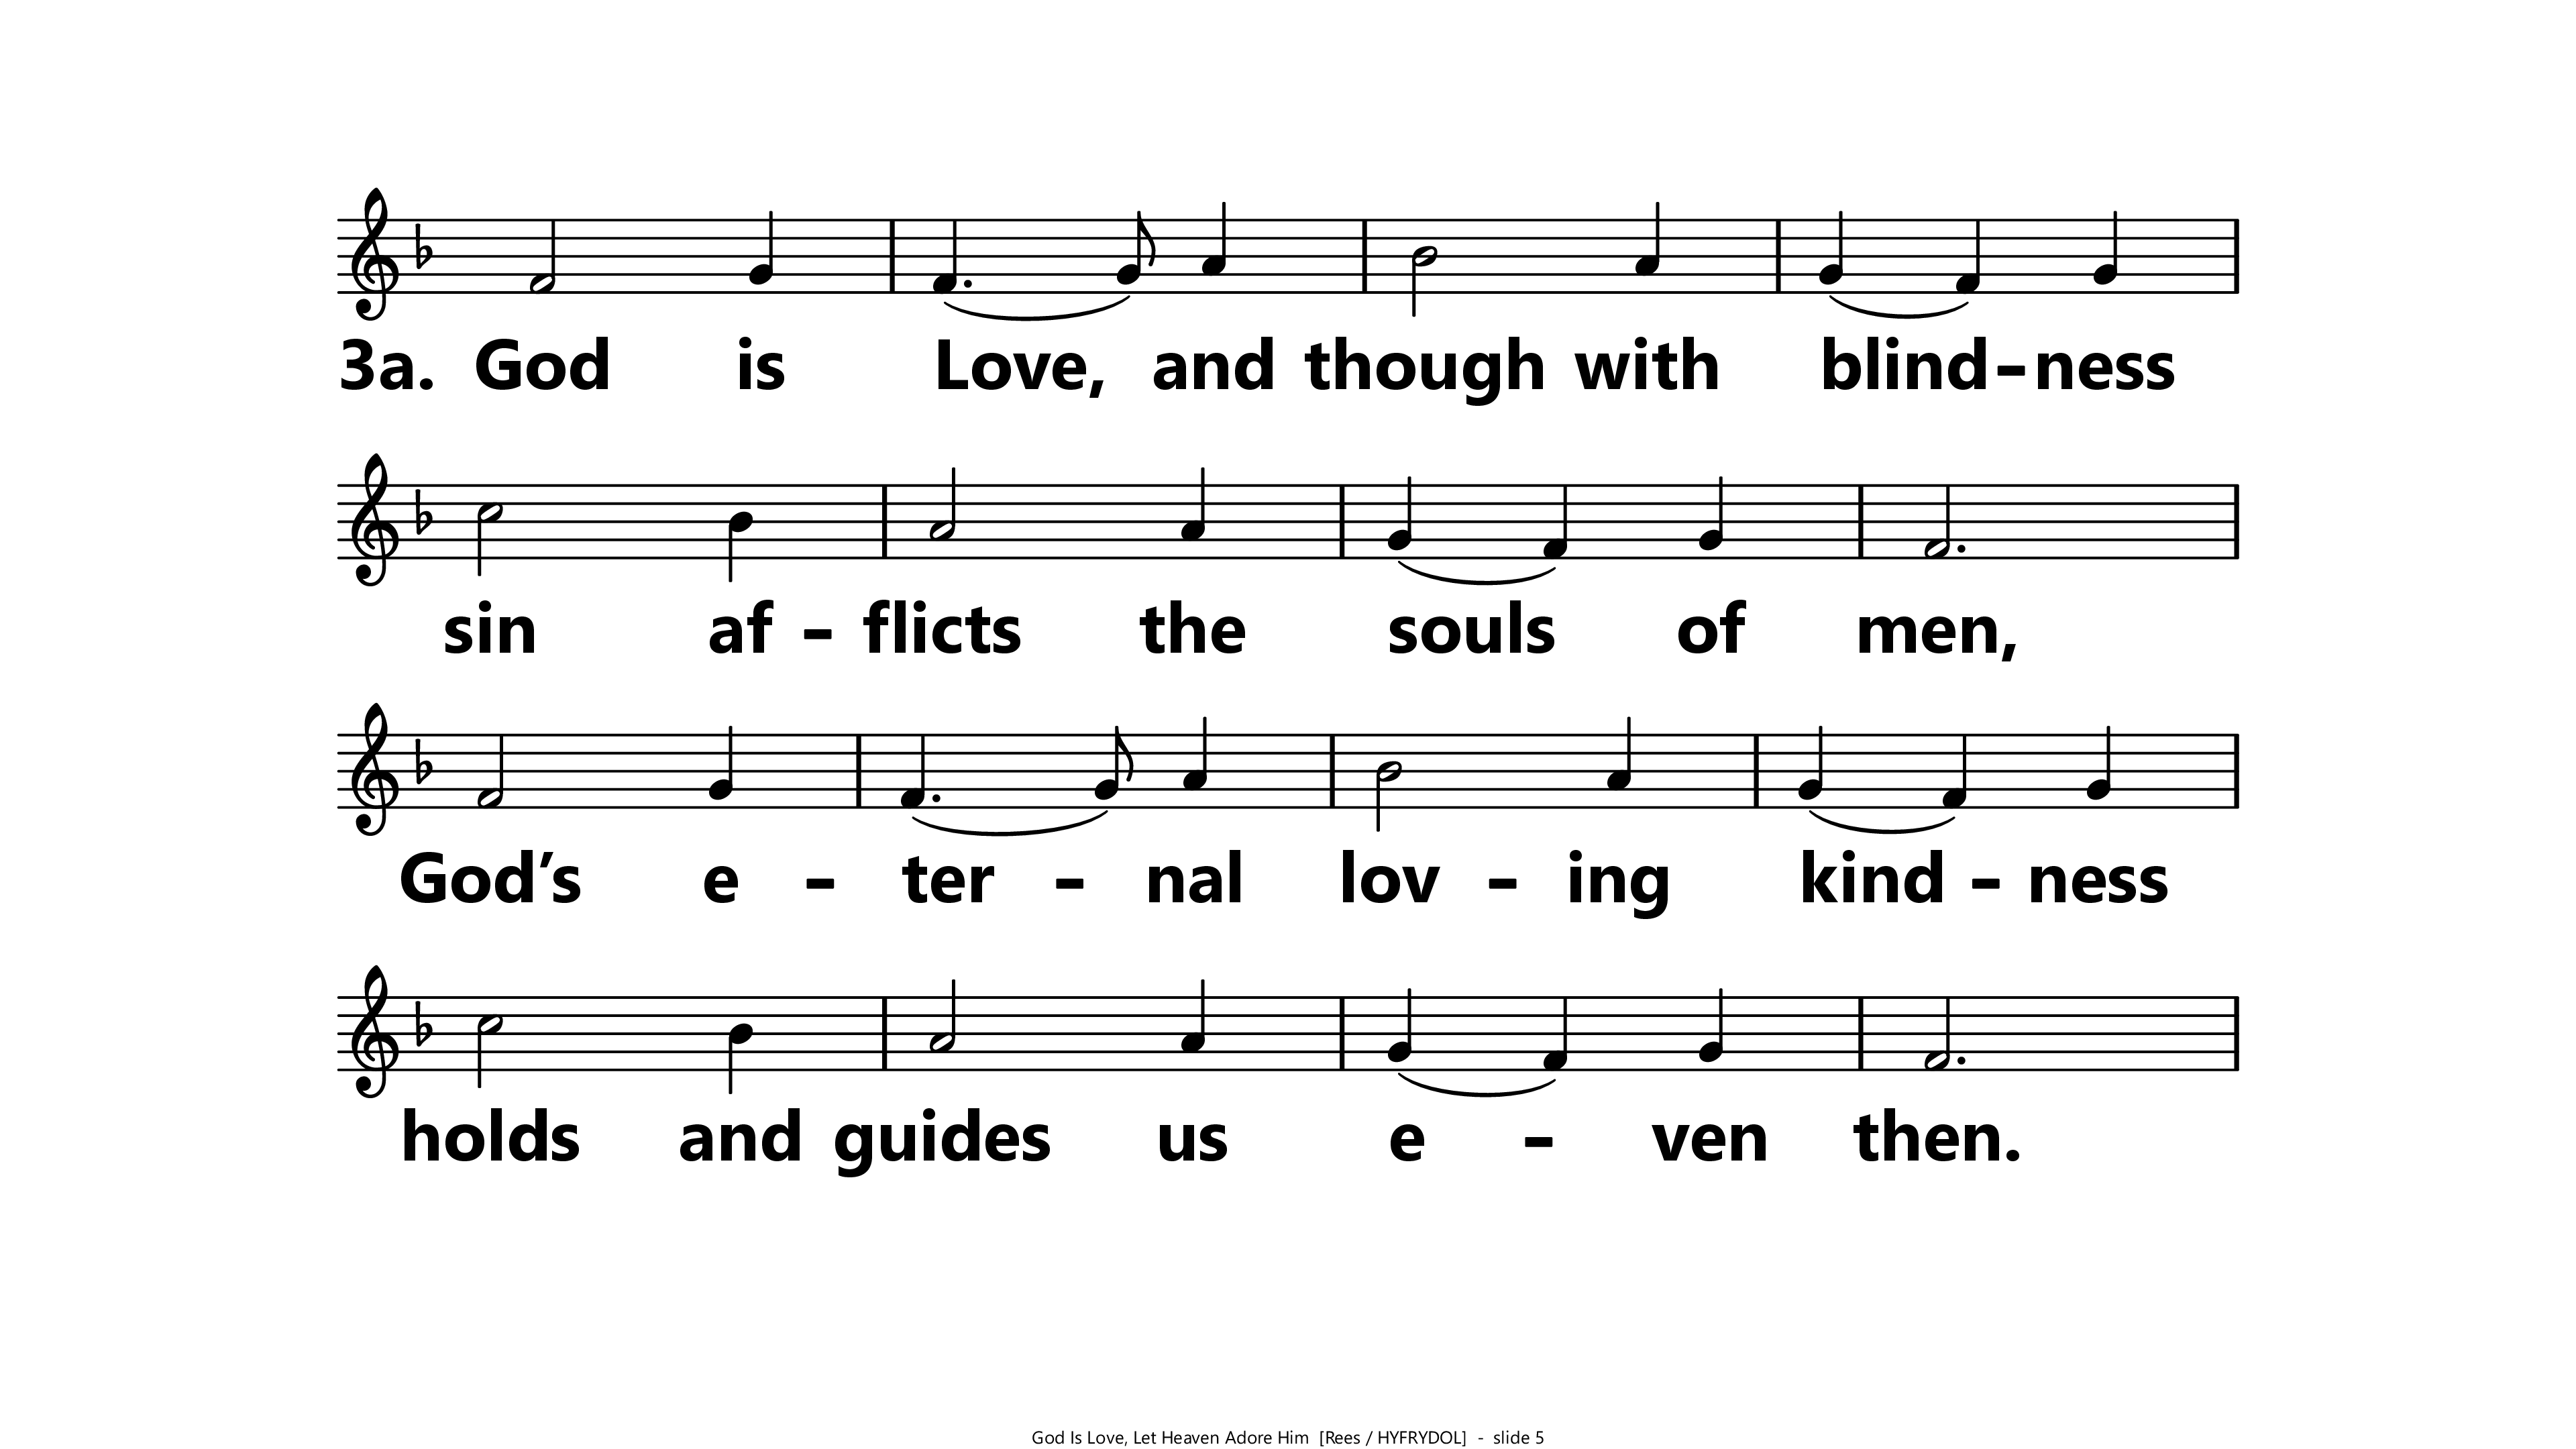 3a. God is Love, and though with blind-ness
sin af - flicts the souls of men,
God’s e - ter - nal lov - ing kind - ness
holds and guides us e - ven then.
God Is Love, Let Heaven Adore Him [Rees / HYFRYDOL] - slide 5